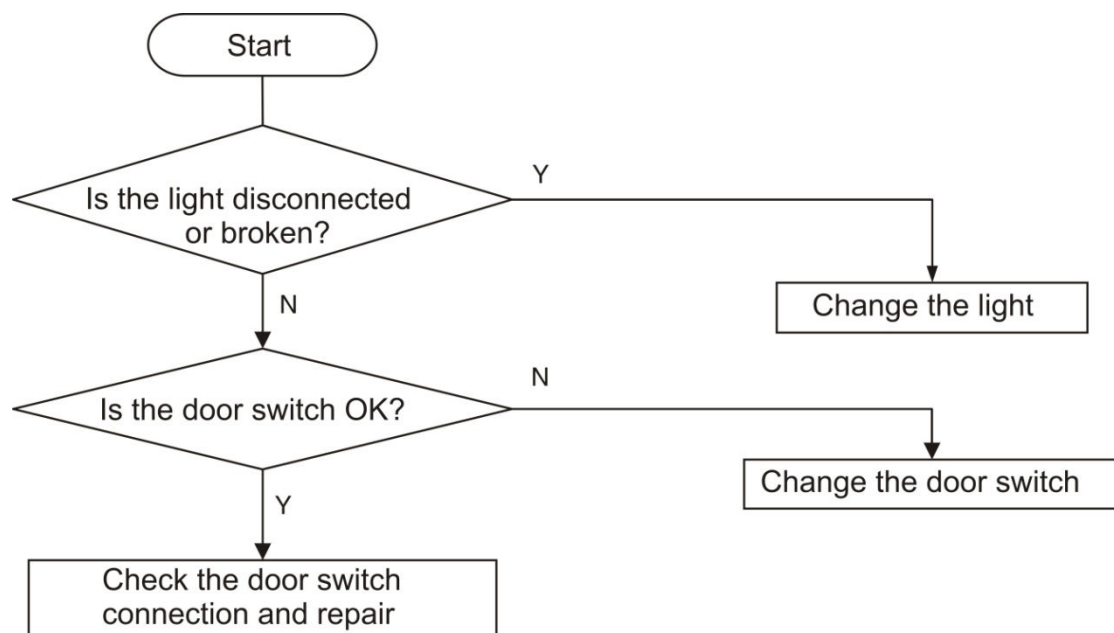 Start
Is the light disconnected
or broken?
Y
Change the light
N
Is the door switch OK?
N
Change the door switch
Y
Check the door switch
connection and repair